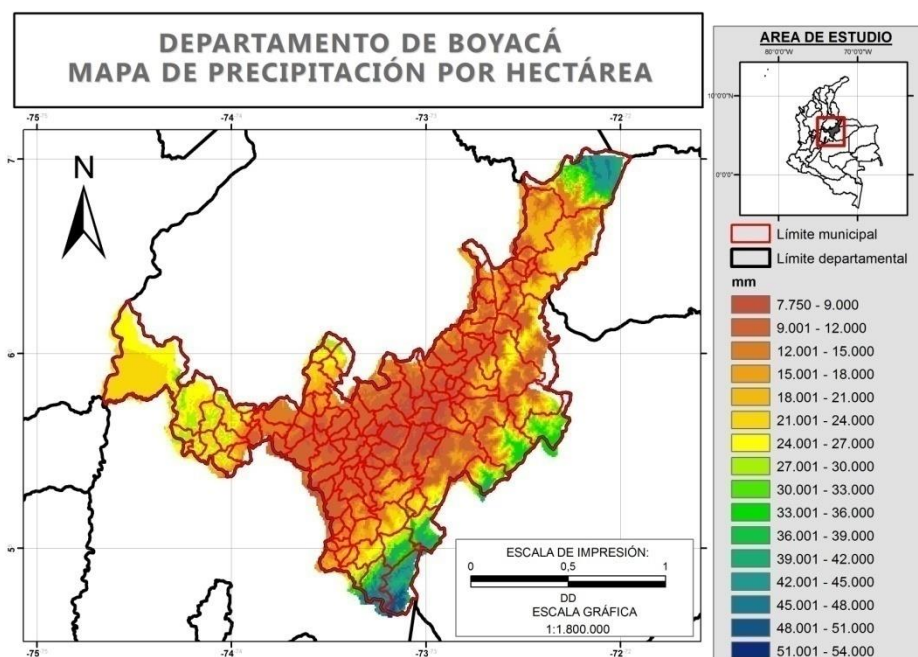 DEPARTAMENTO DE BOYACÁ
MAPA DE PRECIPITACIÓN POR HECTÁREA
-75
-74
-73
-72
7
6
5
N
-75
-74
-73
-72
ESCALA DE IMPRESIÓN:
0 0,5 1
DD
ESCALA GRÁFICA
1:1.800.000
AREA DE ESTUDIO
80°0'0"W 70°0'0"W
10°0'0"N
0°0'0"
Límite municipal
Límite departamental
mm
7.750 - 9.000
9.001 - 12.000
12.001 - 15.000
15.001 - 18.000
18.001 - 21.000
21.001 - 24.000
24.001 - 27.000
27.001 - 30.000
30.001 - 33.000
33.001 - 36.000
36.001 - 39.000
39.001 - 42.000
42.001 - 45.000
45.001 - 48.000
48.001 - 51.000
51.001 - 54.000